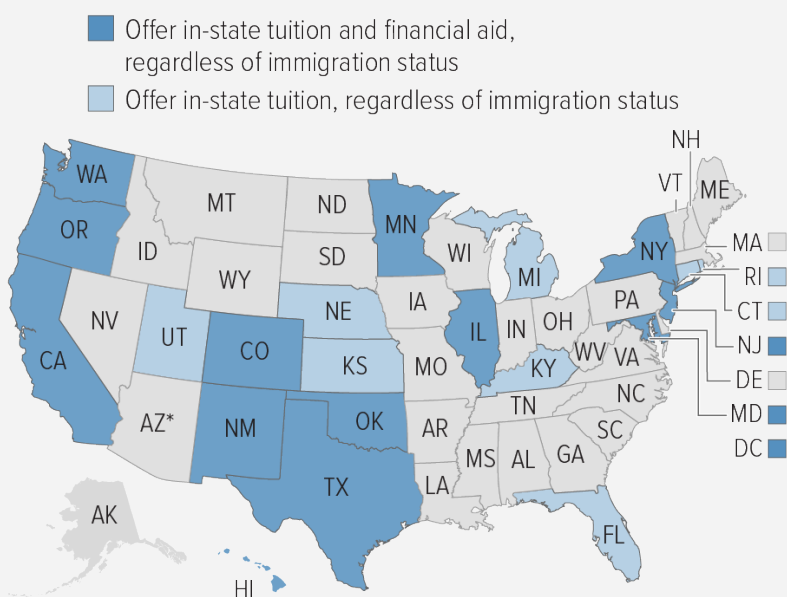 Offer in-state tuition and financial aid,
regardless of immigration status
Offer in-state tuition, regardless of immigration status
NH
WA
VT
ME
MT
ND
MN
OR
ID
SD
WI
NY
MA
WY
MI
RI
NV
UT
NE
IA
PA
CT
CO
IL
IN
OH
NJ
CA
KS
MO
KY
WV
VA
DE
AZ*
NM
OK
AR
TN
NC
MD
SC
DC
TX
MS
AL
GA
LA
AK
FL
HI